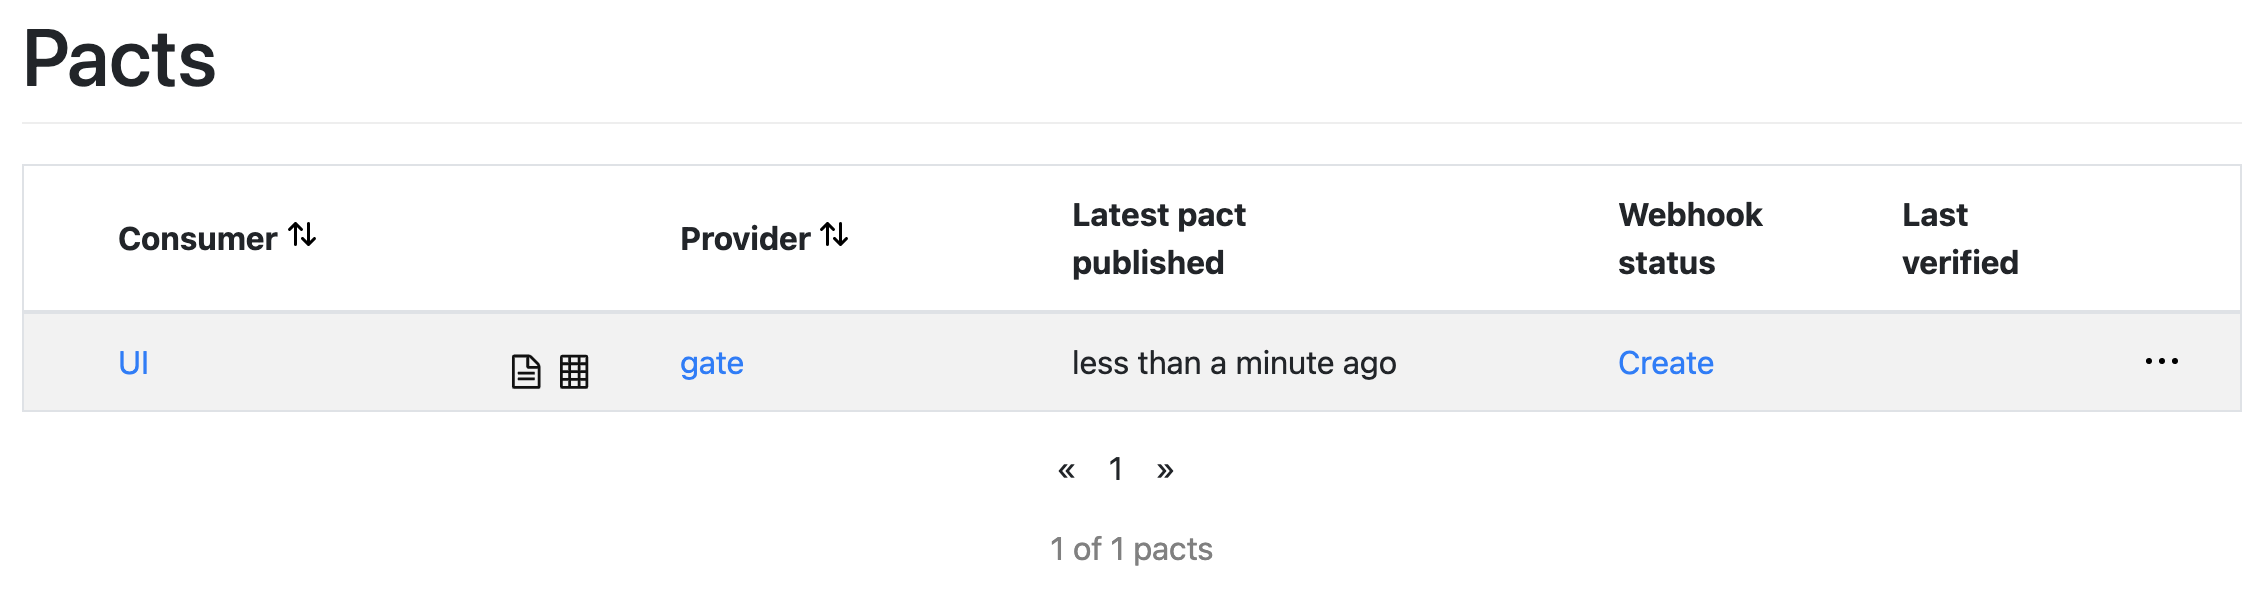 Pacts
Consumer
Provider
Latest pact
published
Webhook
status
Last
verified
UI
gate
less than a minute ago
Create
« 1 »
1 of 1 pacts